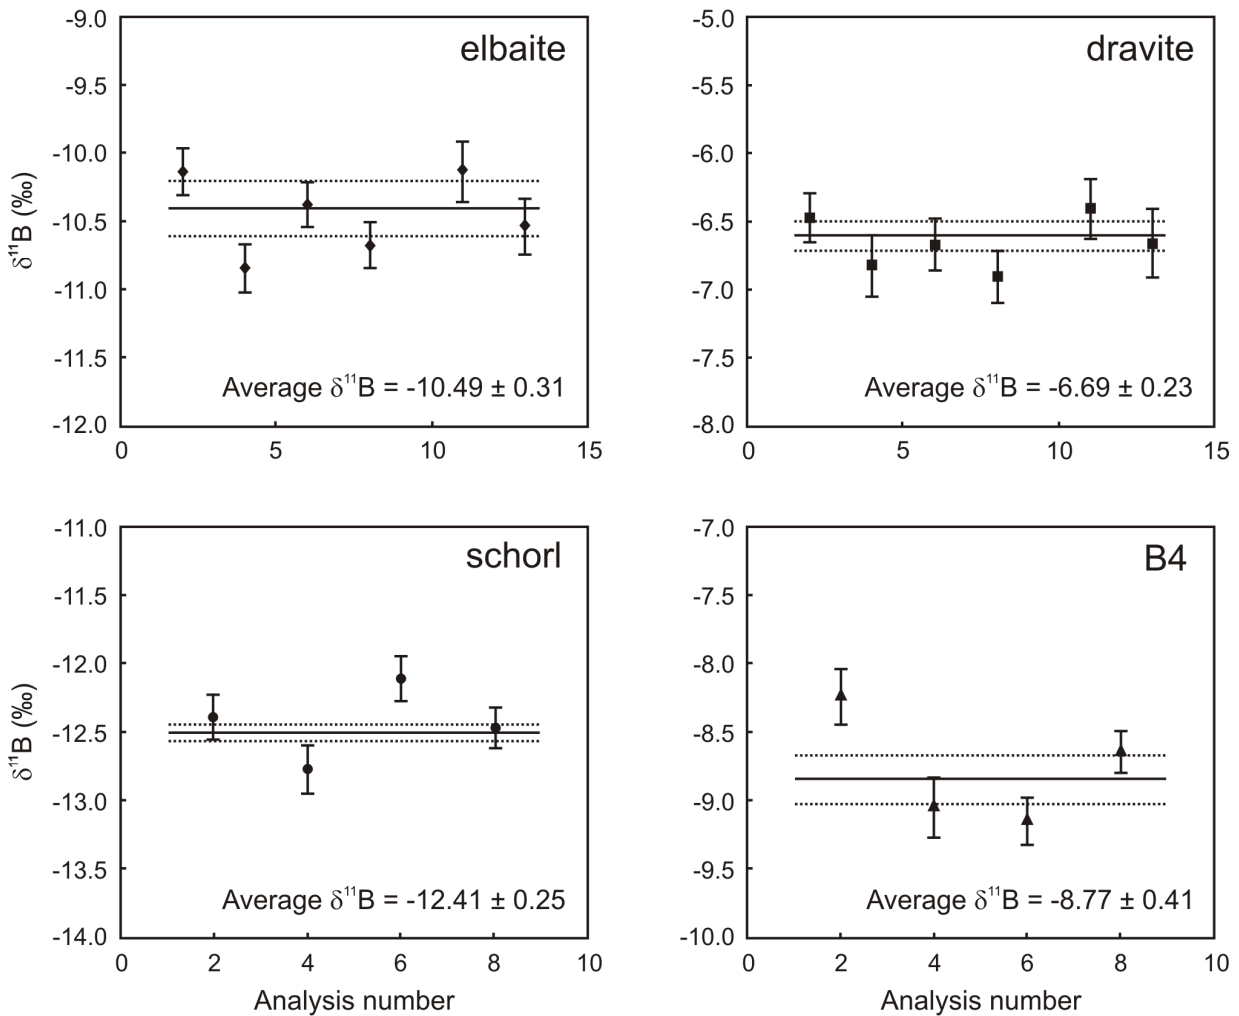 elbaite
δ¹¹B (‰)
-9.0
-9.5
-10.0
-10.5
-11.0
-11.5
-12.0
Average δ¹¹B = -10.49 ± 0.31
0 5 10 15
dravite
-5.0
-5.5
-6.0
-6.5
-7.0
-7.5
-8.0
Average δ¹¹B = -6.69 ± 0.23
0 5 10 15
schorl
δ¹¹B (‰)
-11.0
-11.5
-12.0
-12.5
-13.0
-13.5
-14.0
Average δ¹¹B = -12.41 ± 0.25
0 2 4 6 8 10
Analysis number
B4
-7.0
-7.5
-8.0
-8.5
-9.0
-9.5
-10.0
Average δ¹¹B = -8.77 ± 0.41
0 2 4 6 8 10
Analysis number